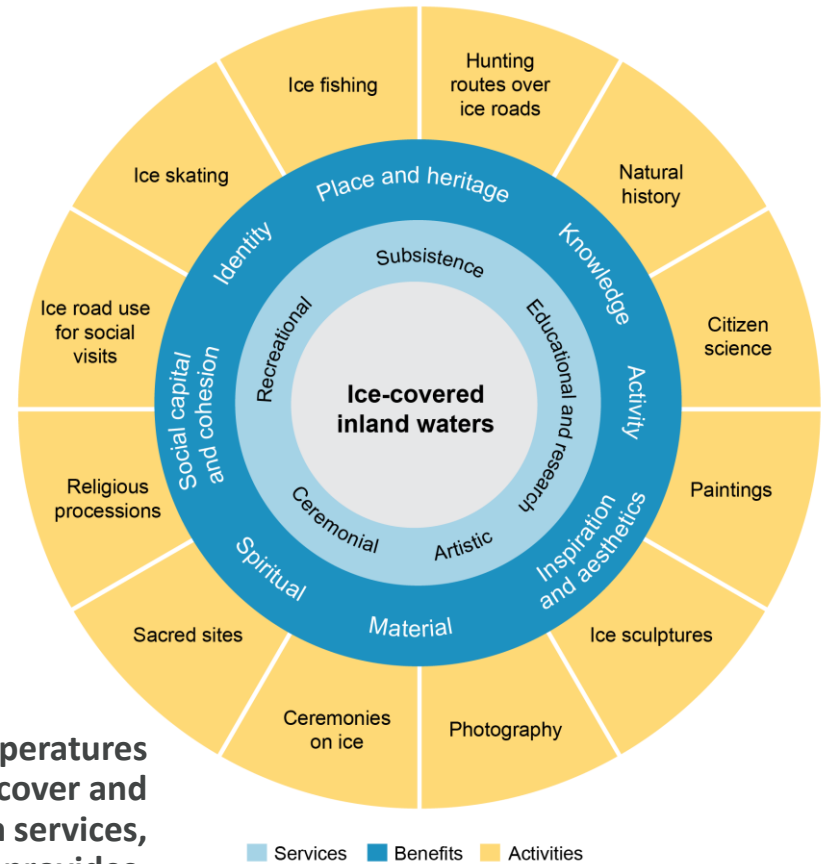 Ice fishing
Hunting
routes over
ice roads
Natural
history
Citizen
science
Paintings
Ice sculptures
Photography
Ceremonies
on ice
Sacred sites
Religious
processions
Ice road use
for social
visits
Ice skating
Place and heritage
Knowledge
Activity
Inspiration
and aesthetics
Material
Spiritual
Social capital
and cohesion
Identity
Subsistence
Educational and research
Artistic
Ceremonial
Recreational
Ice-covered
inland waters
peratures
cover and
services,
provides
Services
Benefits
Activities